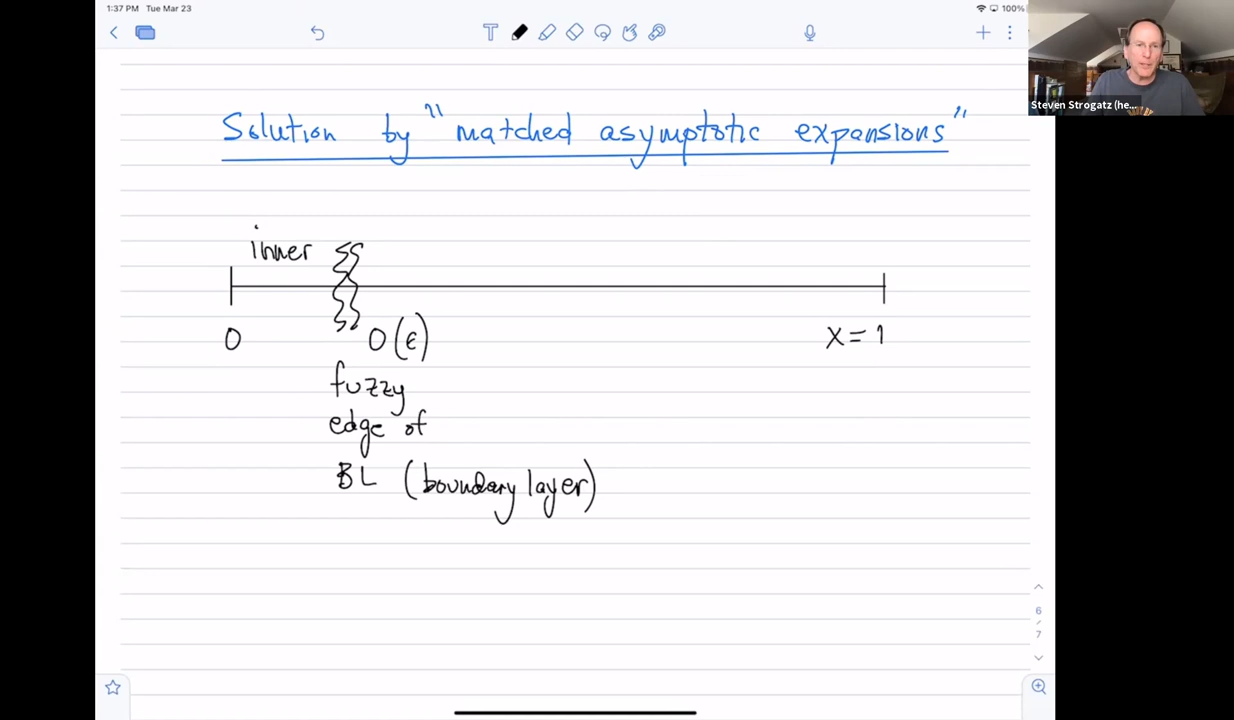 1:37 PM Tue Mar 23
100%
Steven Strogatz (he...
Solution by "matched asymptotic expansions"
inner
0
O(ε)
x = 1
fuzzy
edge of
BL (boundary layer)
6
/
7